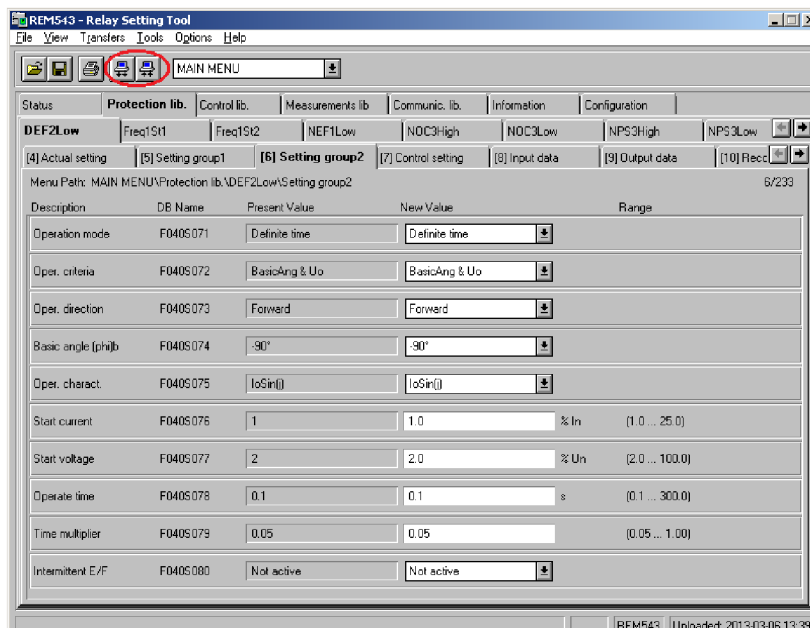 REM543 - Relay Setting Tool
File View Transfers Tools Options Help
MAIN MENU
Status Protection lib. Control lib. Measurements lib Communic. lib. Information Configuration
DEF2Low Freq1St1 Freq1St2 NEF1Low NOC3High NOC3Low NPS3High NPS3Low
[4] Actual setting [5] Setting group1 [6] Setting group2 [7] Control setting [8] Input data [9] Output data [10] Recc
Menu Path: MAIN MENU\Protection lib.\DEF2Low\Setting group2 6/233
Description DB Name Present Value New Value Range
Operation mode F040S071 Definite time Definite time
Oper. criteria F040S072 BasicAng & Uo BasicAng & Uo
Oper. direction F040S073 Forward Forward
Basic angle [phi]b F040S074 -90° -90°
Oper. charact. F040S075 IoSin(j) IoSin(j)
Start current F040S076 1 1.0 % In (1.0 ... 25.0)
Start voltage F040S077 2 2.0 % Un (2.0 ... 100.0)
Operate time F040S078 0.1 0.1 s (0.1 ... 300.0)
Time multiplier F040S079 0.05 0.05 (0.05 ... 1.00)
Intermittent E/F F040S080 Not active Not active
REM543 Uploaded: 2013-03-06 13:39